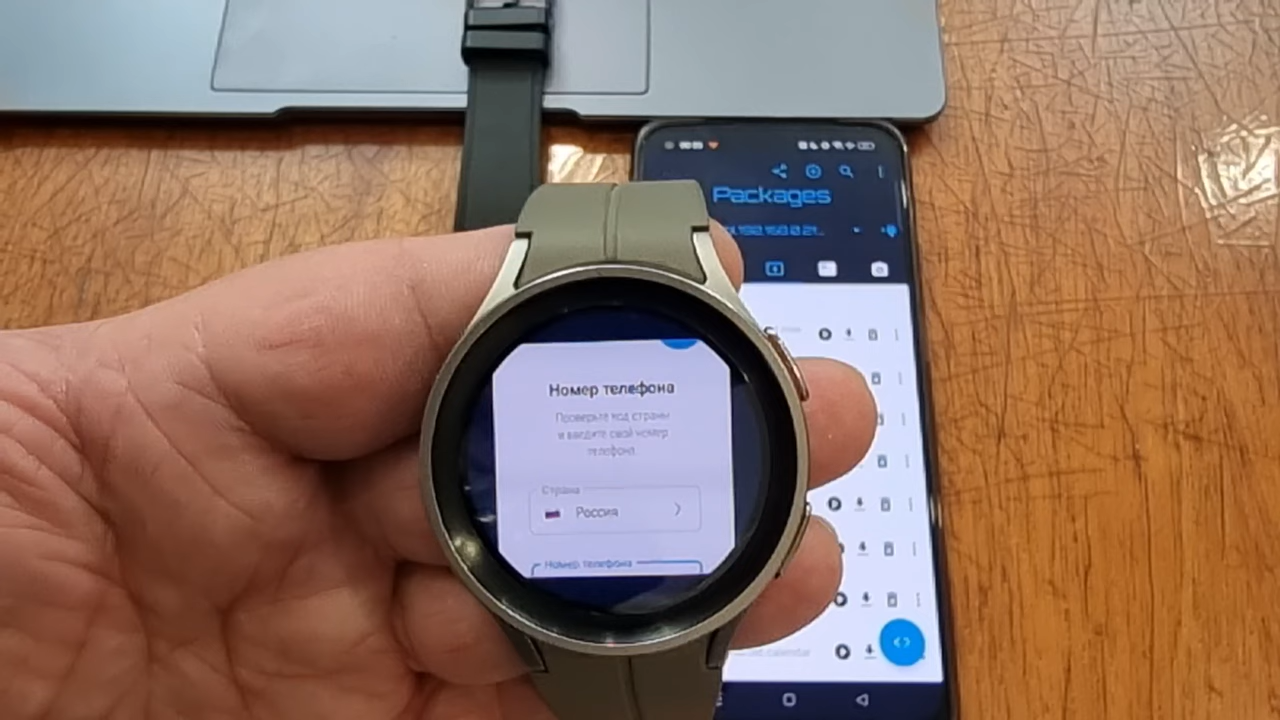 Packages
Номер телефона
Проверьте код страны
и введите свой номер
телефона.
Страна
Россия
Номер телефона